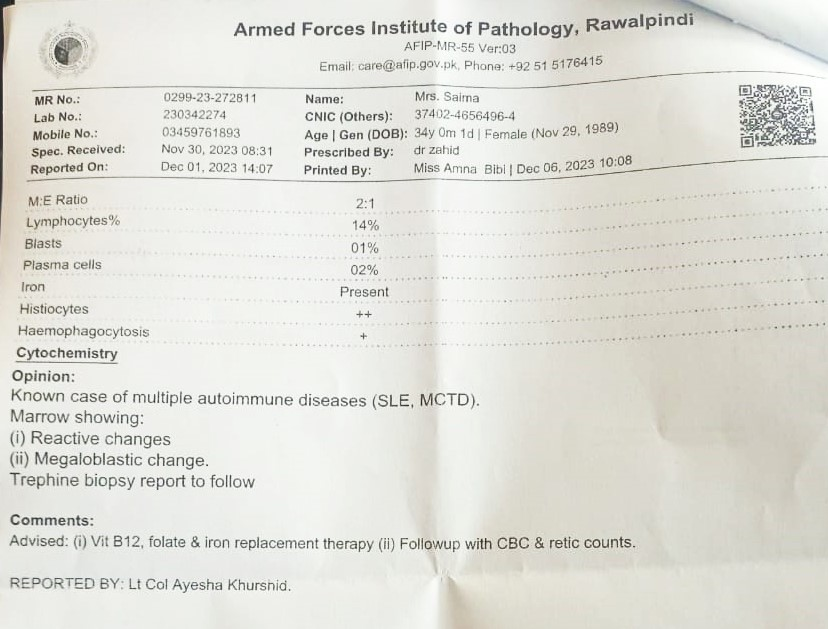 Armed Forces Institute of Pathology, Rawalpindi
AFIP-MR-55 Ver:03
Email: care@afip.gov.pk, Phone: +92 51 5176415
MR No.: 0299-23-272811 Name: Mrs. Saima
Lab No.: 230342274 CNIC (Others): 37402-4656496-4
Mobile No.: 03459761893 Age | Gen (DOB): 34y 0m 1d | Female (Nov 29, 1989)
Spec. Received: Nov 30, 2023 08:31 Prescribed By: dr zahid
Reported On: Dec 01, 2023 14:07 Printed By: Miss Amna Bibi | Dec 06, 2023 10:08
M:E Ratio 2:1
Lymphocytes% 14%
Blasts 01%
Plasma cells 02%
Iron Present
Histiocytes ++
Haemophagocytosis +
Cytochemistry
Opinion:
Known case of multiple autoimmune diseases (SLE, MCTD).
Marrow showing:
(i) Reactive changes
(ii) Megaloblastic change.
Trephine biopsy report to follow
Comments:
Advised: (i) Vit B12, folate & iron replacement therapy (ii) Followup with CBC & retic counts.
REPORTED BY: Lt Col Ayesha Khurshid.